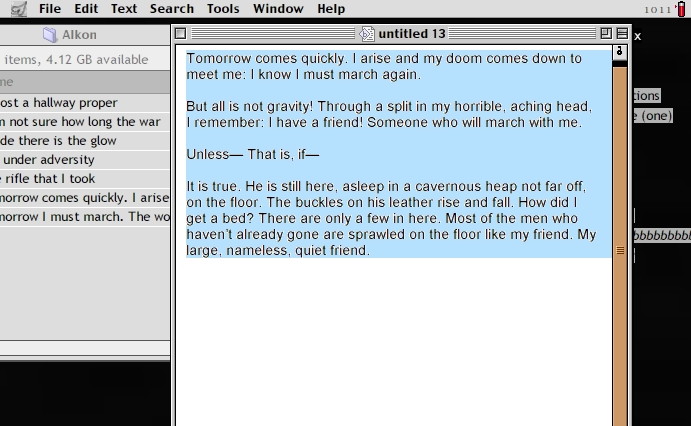 File Edit Text Search Tools Window Help
1011
Alkon
items, 4.12 GB available
me
ost a hallway proper
n not sure how long the war
de there is the glow
under adversity
e rifle that I took
norrow comes quickly. I arise
morrow I must march. The wo
untitled 13
Tomorrow comes quickly. I arise and my doom comes down to
meet me: I know I must march again.
But all is not gravity! Through a split in my horrible, aching head,
I remember: I have a friend! Someone who will march with me.
Unless— That is, if—
It is true. He is still here, asleep in a cavernous heap not far off,
on the floor. The buckles on his leather rise and fall. How did I
get a bed? There are only a few in here. Most of the men who
haven't already gone are sprawled on the floor like my friend. My
large, nameless, quiet friend.
x
tions
e (one)
bbbbbbbbb